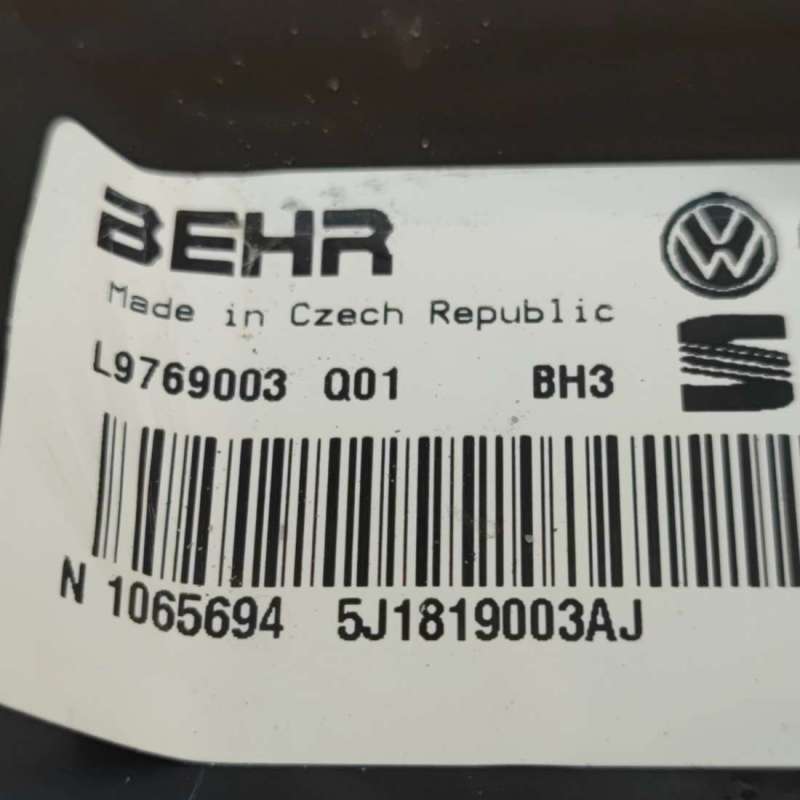 BEHR
Made in Czech Republic
L9769003 Q01 BH3
N 1065694 5J1819003AJ